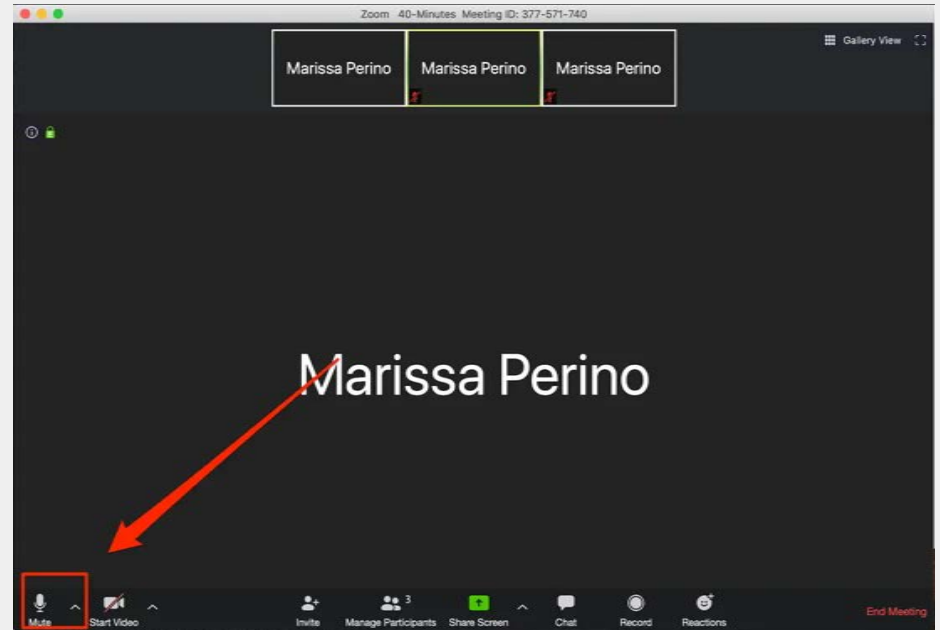 Zoom 40-Minutes Meeting ID: 377-571-740
Gallery View
Marissa Perino Marissa Perino Marissa Perino
Marissa Perino
3
Mute Start Video Invite Manage Participants Share Screen Chat Record Reactions End Meeting